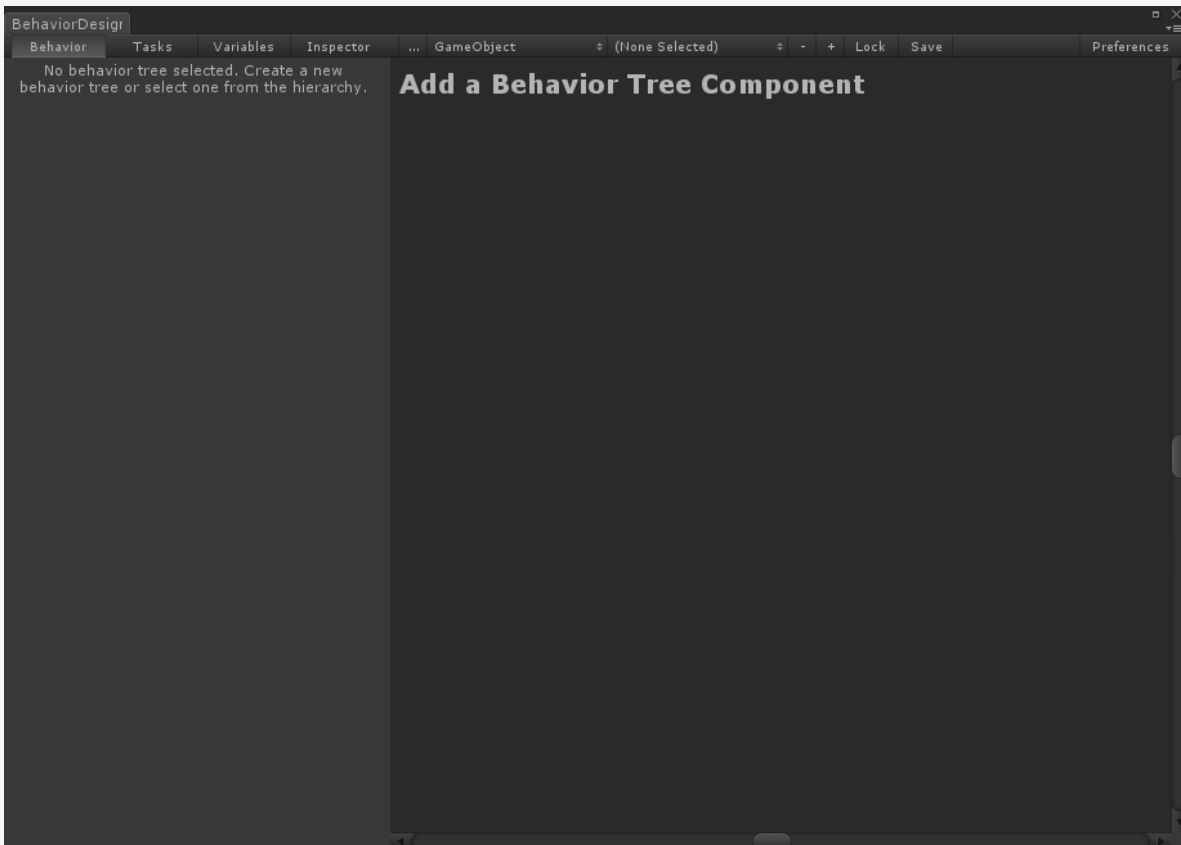 BehaviorDesigr
Behavior Tasks Variables Inspector ... GameObject (None Selected) - + Lock Save Preferences
No behavior tree selected. Create a new
behavior tree or select one from the hierarchy.
Add a Behavior Tree Component